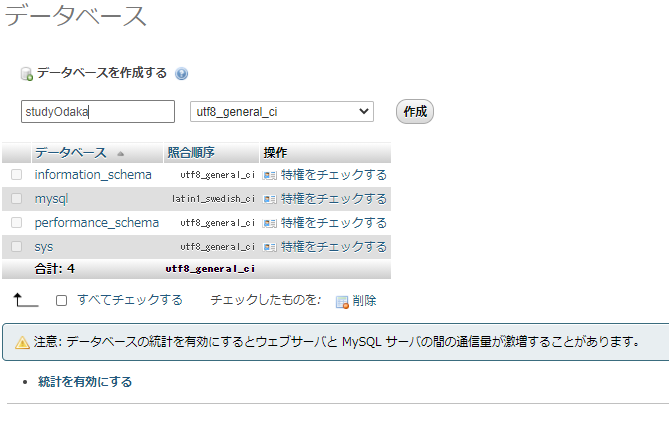 データベース
データベースを作成する
studyOdaka utf8_general_ci 作成
データベース 照合順序 操作
information_schema utf8_general_ci 特権をチェックする
mysql latin1_swedish_ci 特権をチェックする
performance_schema utf8_general_ci 特権をチェックする
sys utf8_general_ci 特権をチェックする
合計: 4 utf8_general_ci
すべてチェックする チェックしたものを: 削除
注意: データベースの統計を有効にするとウェブサーバと MySQL サーバの間の通信量が激増することがあります。
統計を有効にする